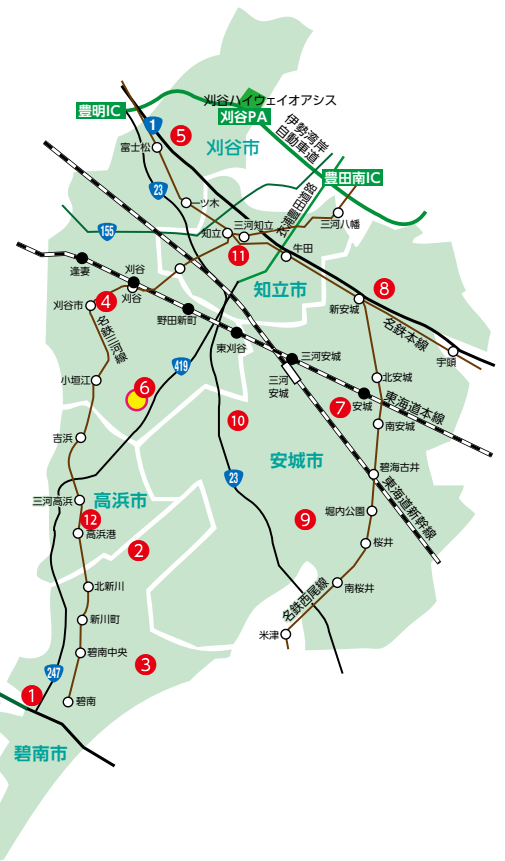 刈谷ハイウェイオアシス
豊明IC
刈谷PA
1
5
伊勢湾岸
自動車道
富士松
刈谷市
豊田南IC
23
一ツ木
155
知立
三河知立
三河八幡
11
牛田
逢妻
刈谷
刈谷
知立市
8
刈谷市
4
新安城
名鉄三河線
野田新町
名鉄本線
東刈谷
三河安城
宇頭
小垣江
419
三河
安城
北安城
6
安城
東海道本線
7
10
南安城
吉浜
安城市
碧海古井
23
東海道新幹線
三河高浜
高浜市
12
高浜港
9
堀内公園
2
桜井
北新川
南桜井
名鉄西尾線
新川町
米津
碧南中央
3
247
1
碧南
碧南市